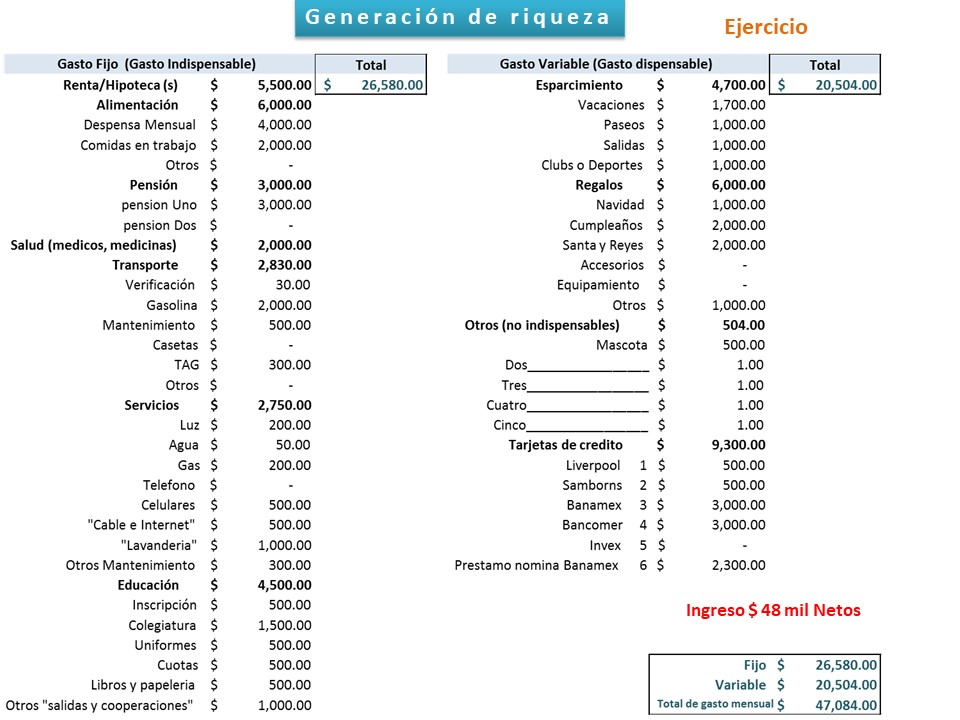 Generación de riqueza
Ejercicio
Gasto Fijo (Gasto Indispensable) Total
Renta/Hipoteca (s) $ 5,500.00 $ 26,580.00
Alimentación $ 6,000.00
Despensa Mensual $ 4,000.00
Comidas en trabajo $ 2,000.00
Otros $ -
Pensión $ 3,000.00
pension Uno $ 3,000.00
pension Dos $ -
Salud (medicos, medicinas) $ 2,000.00
Transporte $ 2,830.00
Verificación $ 30.00
Gasolina $ 2,000.00
Mantenimiento $ 500.00
Casetas $ -
TAG $ 300.00
Otros $ -
Servicios $ 2,750.00
Luz $ 200.00
Agua $ 50.00
Gas $ 200.00
Telefono $ -
Celulares $ 500.00
"Cable e Internet" $ 500.00
"Lavanderia" $ 1,000.00
Otros Mantenimiento $ 300.00
Educación $ 4,500.00
Inscripción $ 500.00
Colegiatura $ 1,500.00
Uniformes $ 500.00
Cuotas $ 500.00
Libros y papeleria $ 500.00
Otros "salidas y cooperaciones" $ 1,000.00
Gasto Variable (Gasto dispensable) Total
Esparcimiento $ 4,700.00 $ 20,504.00
Vacaciones $ 1,700.00
Paseos $ 1,000.00
Salidas $ 1,000.00
Clubs o Deportes $ 1,000.00
Regalos $ 6,000.00
Navidad $ 1,000.00
Cumpleaños $ 2,000.00
Santa y Reyes $ 2,000.00
Accesorios $ -
Equipamiento $ -
Otros $ 1,000.00
Otros (no indispensables) $ 504.00
Mascota $ 500.00
Dos_________________ $ 1.00
Tres_________________ $ 1.00
Cuatro_________________ $ 1.00
Cinco_________________ $ 1.00
Tarjetas de credito $ 9,300.00
Liverpool 1 $ 500.00
Samborns 2 $ 500.00
Banamex 3 $ 3,000.00
Bancomer 4 $ 3,000.00
Invex 5 $ -
Prestamo nomina Banamex 6 $ 2,300.00
Ingreso $ 48 mil Netos
Fijo $ 26,580.00
Variable $ 20,504.00
Total de gasto mensual $ 47,084.00